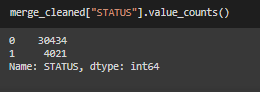 merge_cleaned["STATUS"].value_counts()
0    30434
1     4021
Name: STATUS, dtype: int64